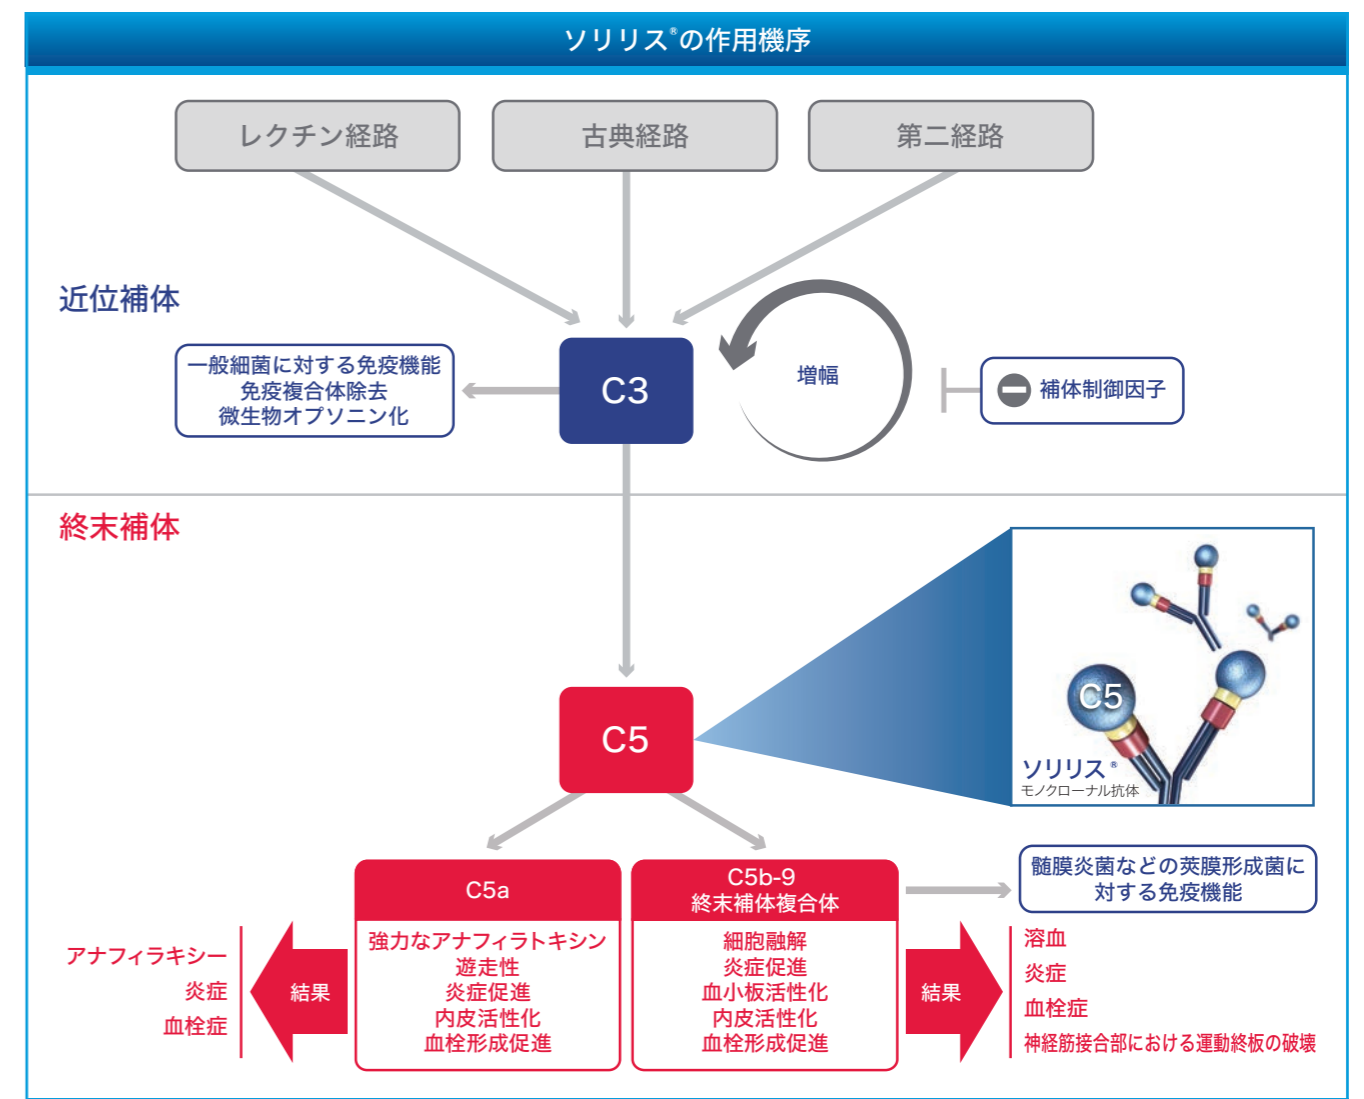 ソリリス®の作用機序
レクチン経路
古典経路
第二経路
近位補体
一般細菌に対する免疫機能
免疫複合体除去
微生物オプソニン化
C3
増幅
補体制御因子
終末補体
C5
C5
ソリリス®
モノクローナル抗体
C5a
強力なアナフィラトキシン
遊走性
炎症促進
内皮活性化
血栓形成促進
C5b-9
終末補体複合体
細胞融解
炎症促進
血小板活性化
内皮活性化
血栓形成促進
髄膜炎菌などの莢膜形成菌に
対する免疫機能
結果
アナフィラキシー
炎症
血栓症
結果
溶血
炎症
血栓症
神経筋接合部における運動終板の破壊